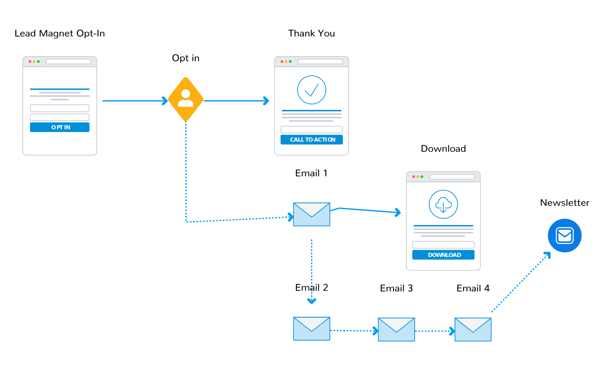 Lead Magnet Opt-In
Thank You
Opt in
OPT IN
CALL TO ACTION
Email 1
Download
DOWNLOAD
Newsletter
Email 2
Email 3
Email 4